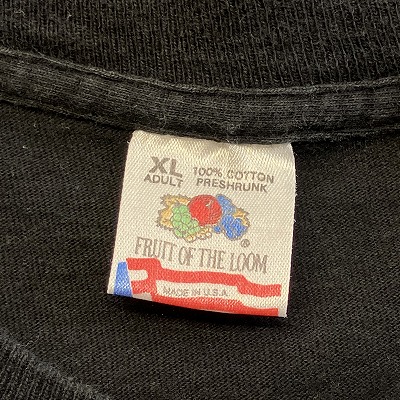 XL 100% COTTON
ADULT PRESHRUNK
®
FRUIT OF THE LOOM
MADE IN U.S.A.